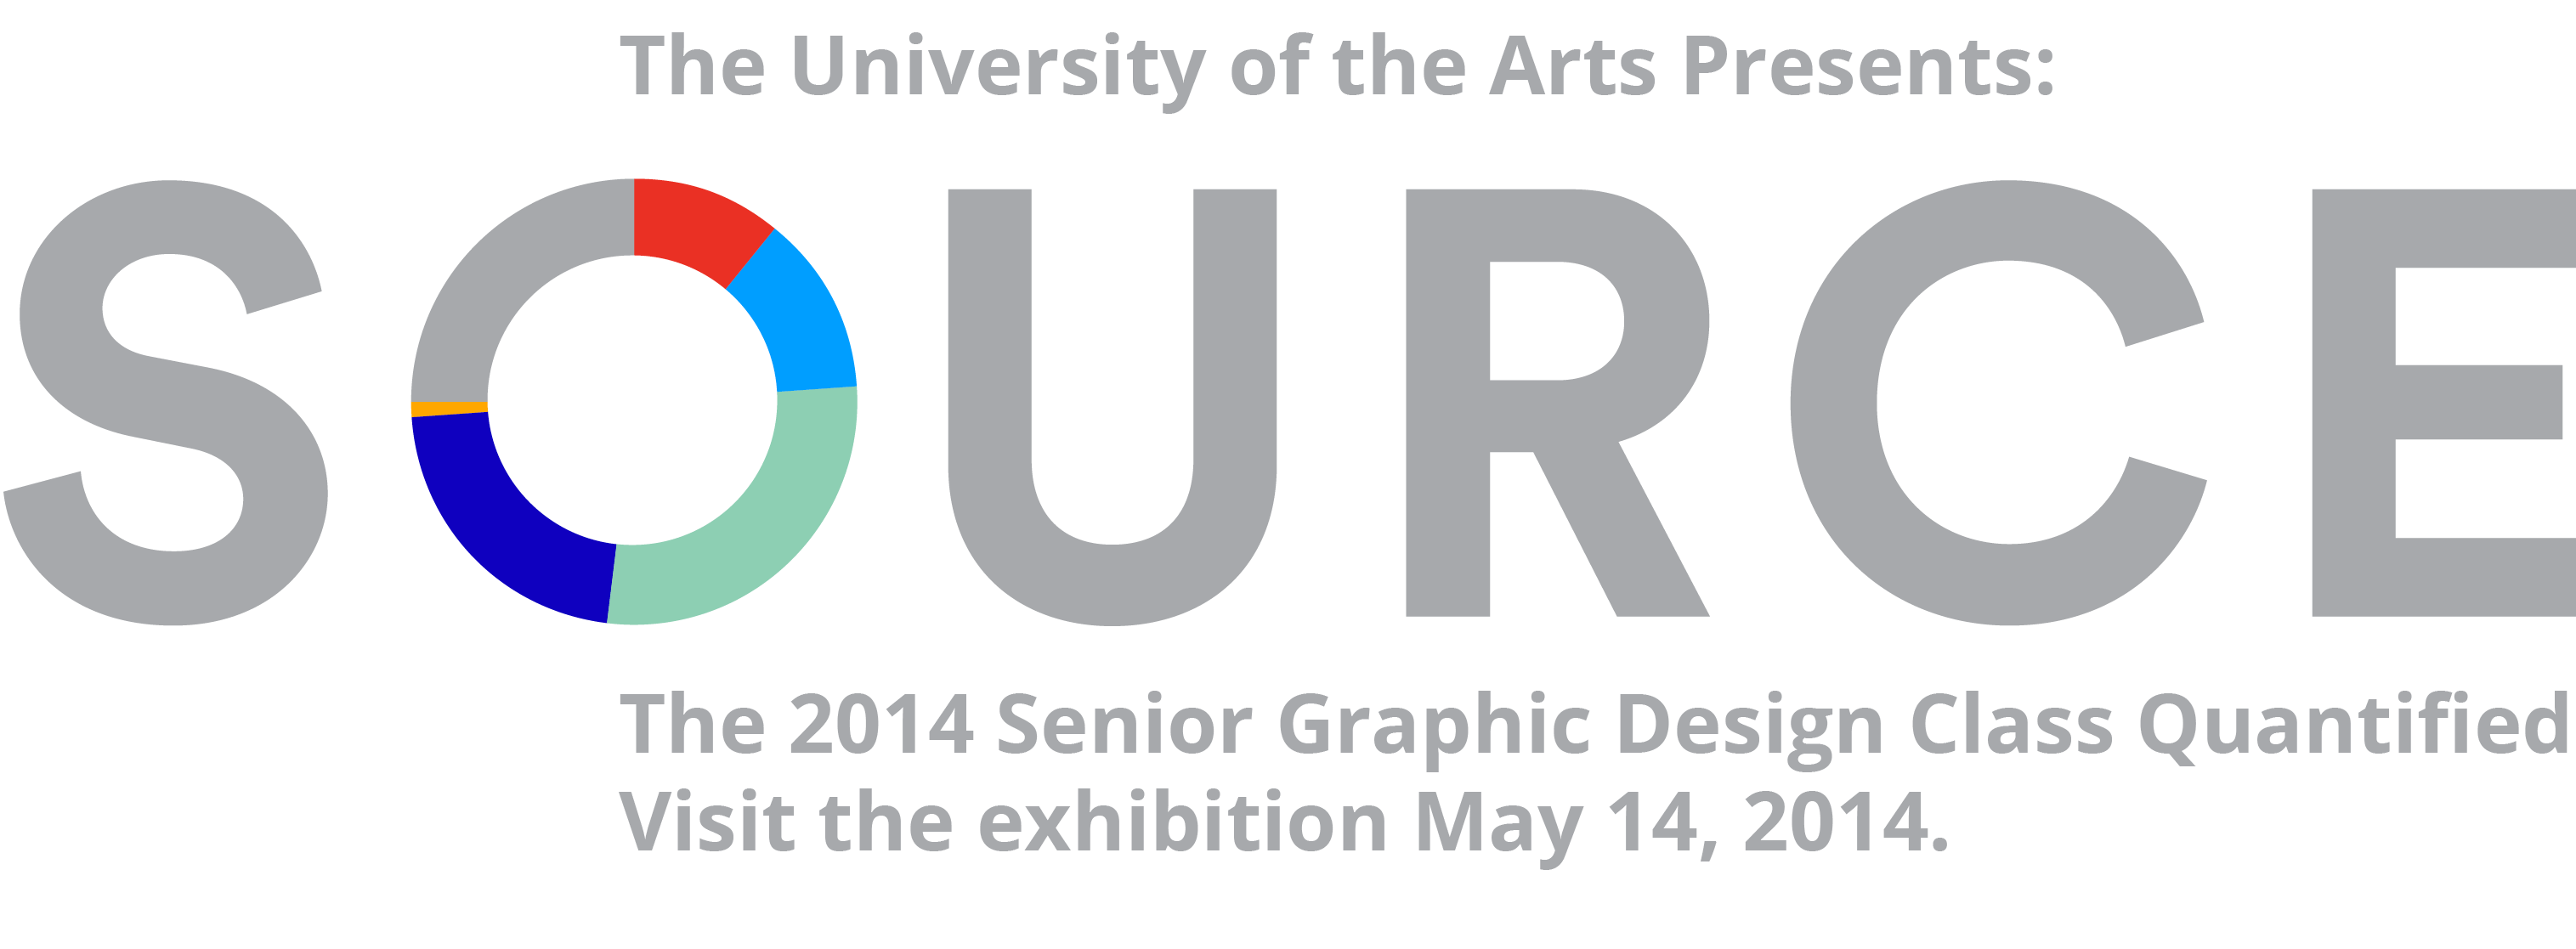 The University of the Arts Presents:
SOURCE
The 2014 Senior Graphic Design Class Quantified
Visit the exhibition May 14, 2014.